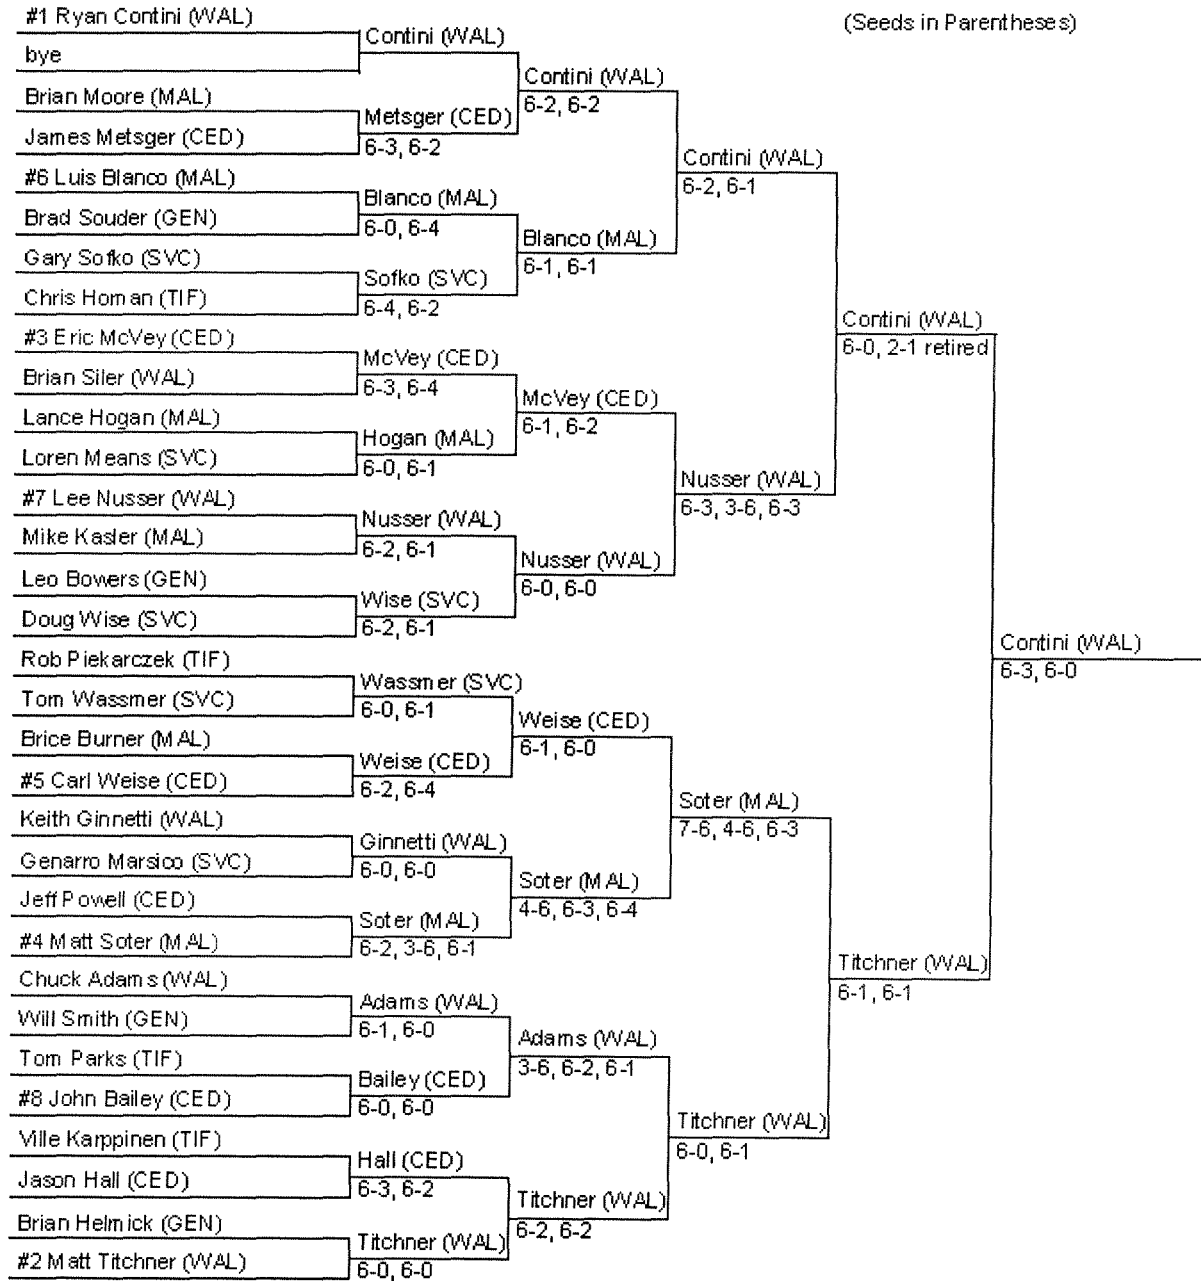 #1 Ryan Contini (WAL)
bye
Brian Moore (MAL)
James Metsger (CED)
#6 Luis Blanco (MAL)
Brad Souder (GEN)
Gary Sofko (SVC)
Chris Homan (TIF)
#3 Eric McVey (CED)
Brian Siler (WAL)
Lance Hogan (MAL)
Loren Means (SVC)
#7 Lee Nusser (WAL)
Mike Kasler (MAL)
Leo Bowers (GEN)
Doug Wise (SVC)
Rob Piekarczek (TIF)
Tom Wassmer (SVC)
Brice Burner (MAL)
#5 Carl Weise (CED)
Keith Ginnetti (WAL)
Genarro Marsico (SVC)
Jeff Powell (CED)
#4 Matt Soter (MAL)
Chuck Adams (WAL)
Will Smith (GEN)
Tom Parks (TIF)
#8 John Bailey (CED)
Ville Karppinen (TIF)
Jason Hall (CED)
Brian Helmick (GEN)
#2 Matt Titchner (WAL)
Contini (WAL)
Metsger (CED)
6-3, 6-2
Blanco (MAL)
6-0, 6-4
Sofko (SVC)
6-4, 6-2
McVey (CED)
6-3, 6-4
Hogan (MAL)
6-0, 6-1
Nusser (WAL)
6-2, 6-1
Wise (SVC)
6-2, 6-1
Wassmer (SVC)
6-0, 6-1
Weise (CED)
6-2, 6-4
Ginnetti (WAL)
6-0, 6-0
Soter (MAL)
6-2, 3-6, 6-1
Adams (WAL)
6-1, 6-0
Bailey (CED)
6-0, 6-0
Hall (CED)
6-3, 6-2
Titchner (WAL)
6-0, 6-0
Contini (WAL)
6-2, 6-2
Blanco (MAL)
6-1, 6-1
McVey (CED)
6-1, 6-2
Nusser (WAL)
6-0, 6-0
Weise (CED)
6-1, 6-0
Soter (MAL)
4-6, 6-3, 6-4
Adams (WAL)
3-6, 6-2, 6-1
Titchner (WAL)
6-2, 6-2
Contini (WAL)
6-2, 6-1
Nusser (WAL)
6-3, 3-6, 6-3
Soter (MAL)
7-6, 4-6, 6-3
Titchner (WAL)
6-0, 6-1
(Seeds in Parentheses)
Contini (WAL)
6-0, 2-1 retired
Titchner (WAL)
6-1, 6-1
Contini (WAL)
6-3, 6-0